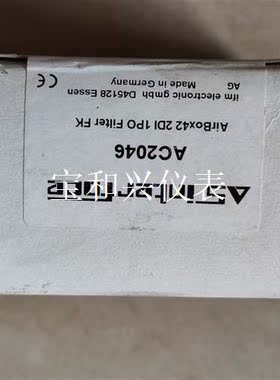 AC2046
AirBox42 2DI 1PO Filter FK
ifm electronic gmbh D45128 Essen
Made in Germany
AG
CE
宝和兴仪表